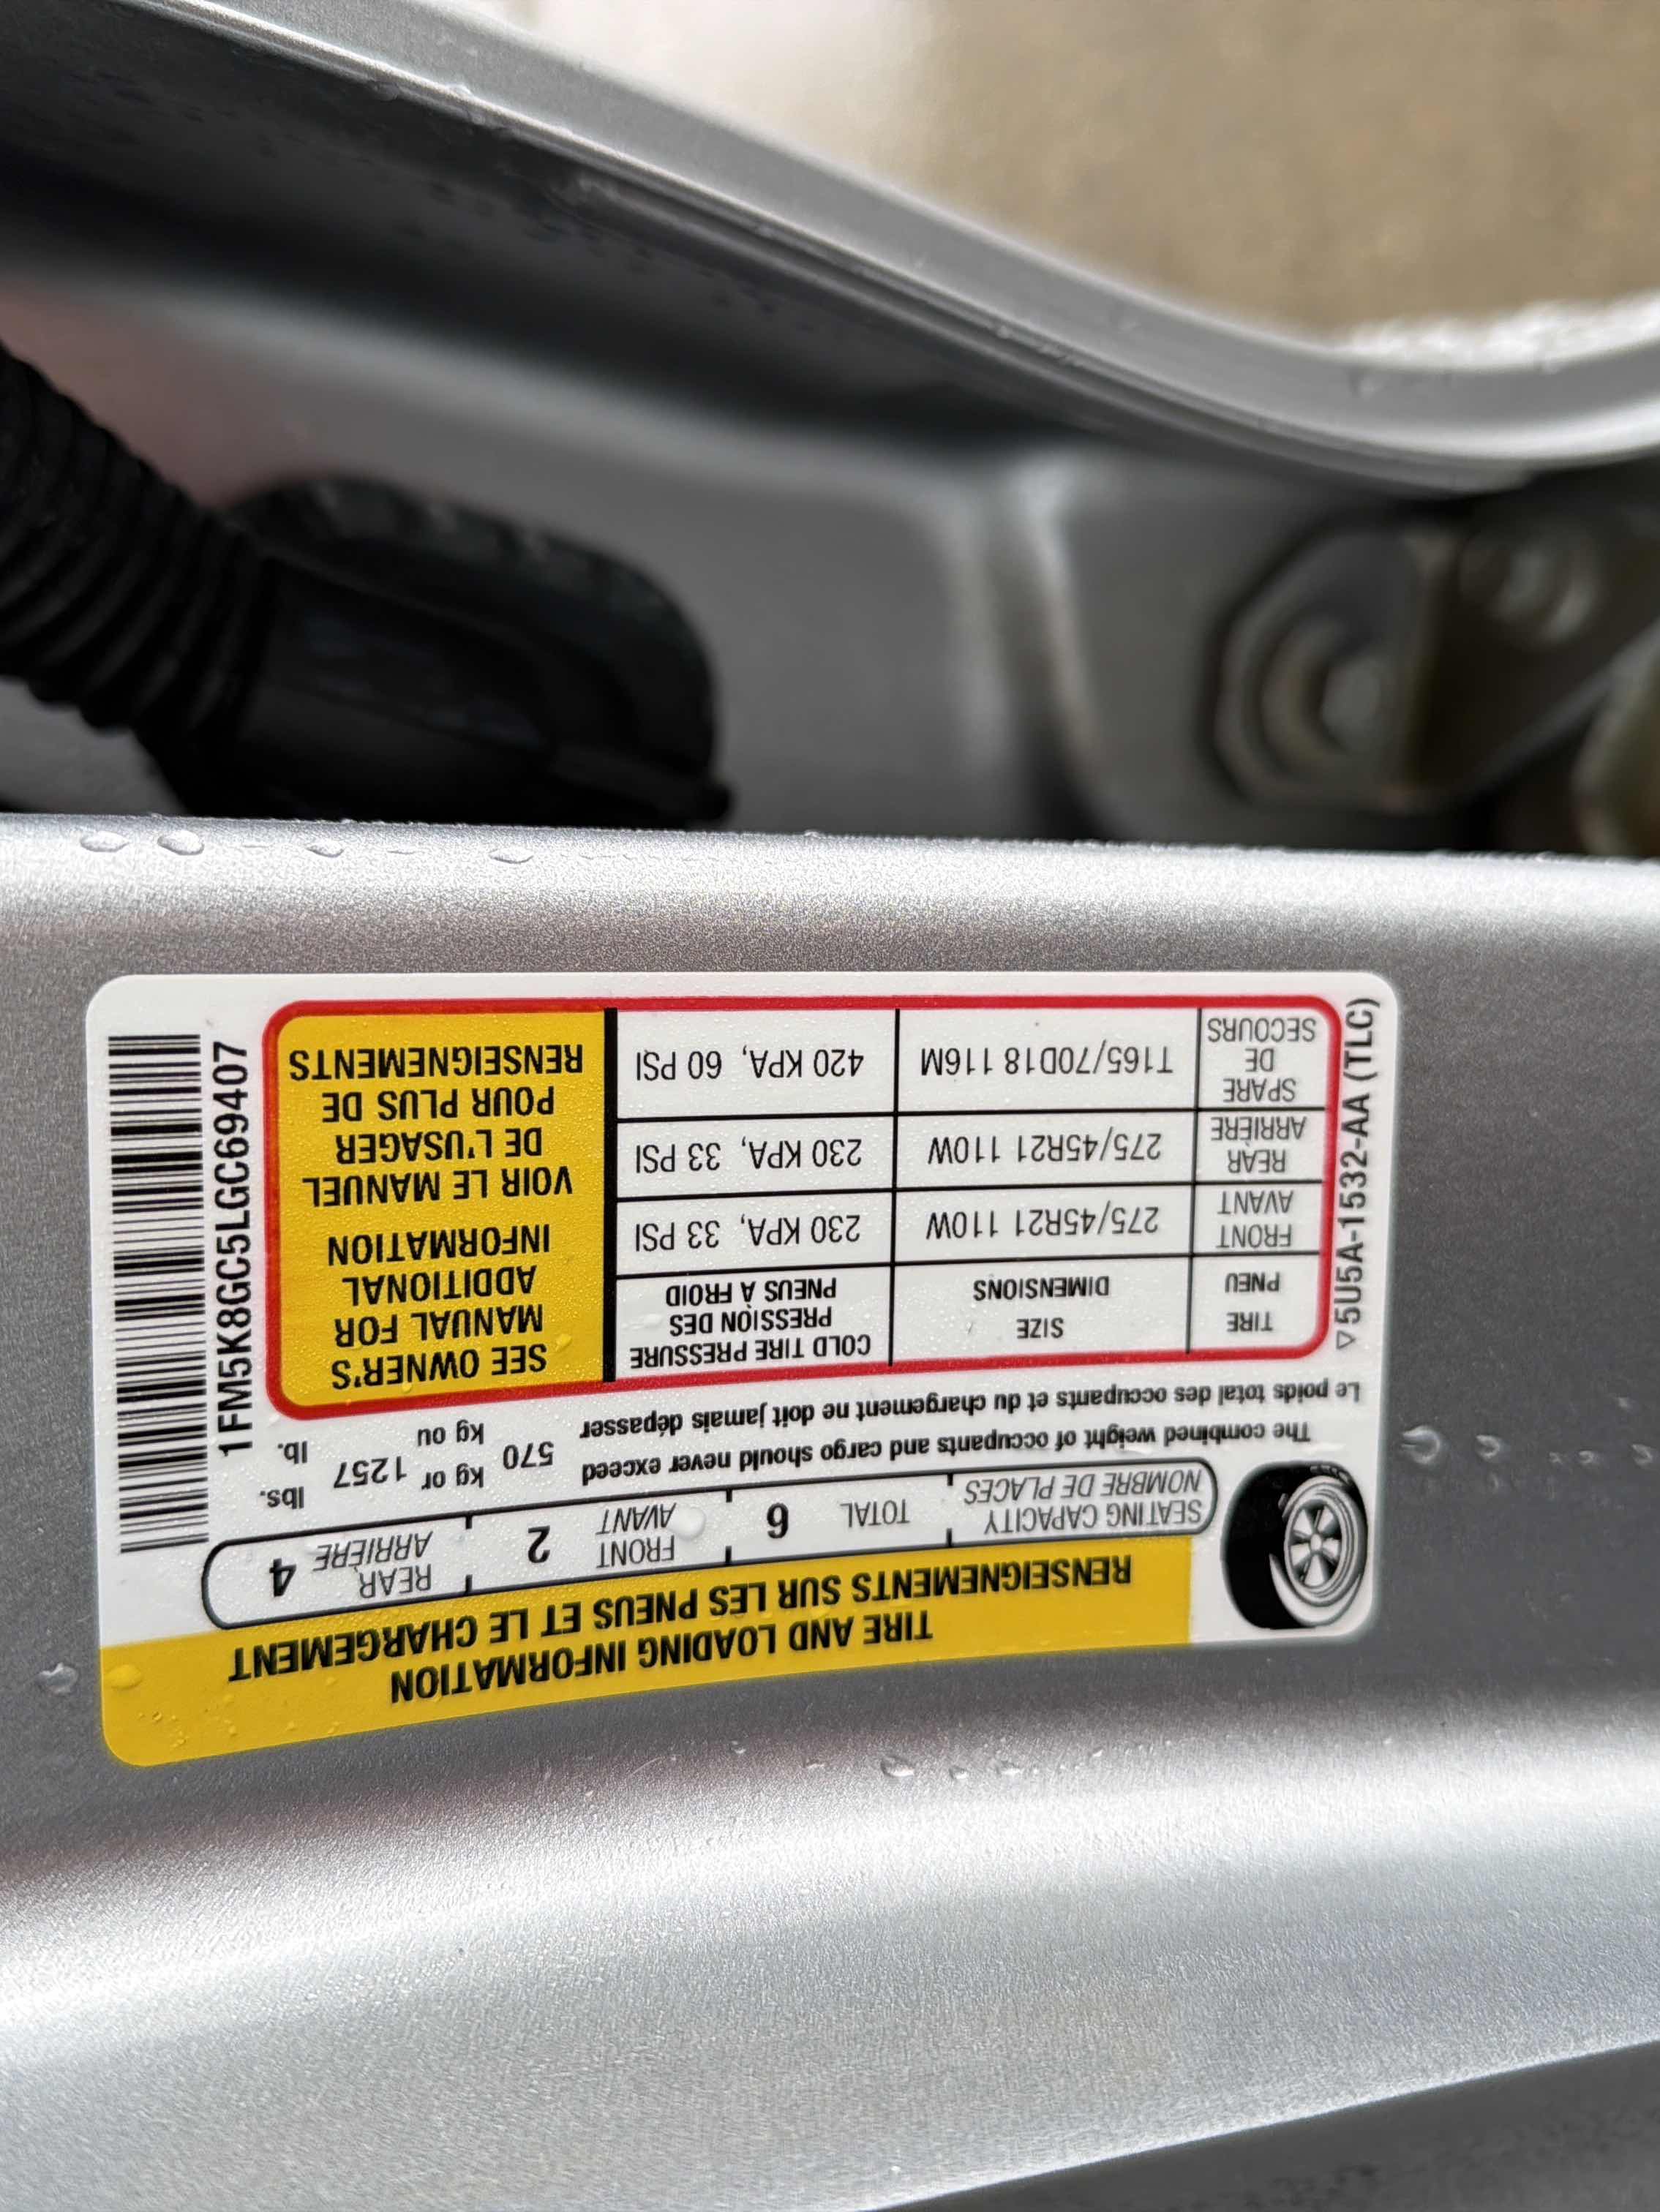 TIRE AND LOADING INFORMATION
RENSEIGNEMENTS SUR LES PNEUS ET LE CHARGEMENT
SEATING CAPACITY TOTAL 6 FRONT 2 REAR 4
NOMBRE DE PLACES AVANT ARRIÈRE
The combined weight of occupants and cargo should never exceed 570 kg or 1257 lbs.
Le poids total des occupants et du chargement ne doit jamais dépasser kg ou lb.
TIRE SIZE COLD TIRE PRESSURE
PNEU DIMENSIONS PRESSION DES PNEUS À FROID
FRONT AVANT 275/45R21 110W 230 KPA, 33 PSI
REAR ARRIÈRE 275/45R21 110W 230 KPA, 33 PSI
SPARE DE SECOURS T165/70D18 116M 420 KPA, 60 PSI
SEE OWNER'S
MANUAL FOR
ADDITIONAL
INFORMATION
VOIR LE MANUEL
DE L'USAGER
POUR PLUS DE
RENSEIGNEMENTS
▽5U5A-1532-AA (TLC)
1FM5K8GC5LGC69407